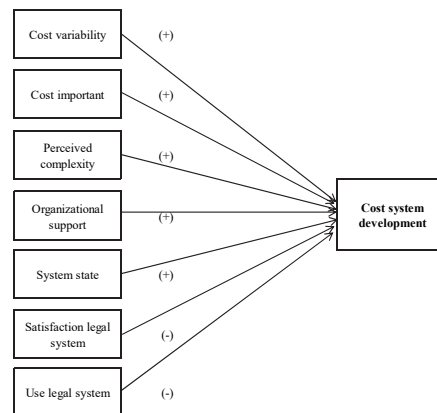 Cost variability
(+)
Cost important
(+)
Perceived
complexity
(+)
Organizational
support
(+)
System state
(+)
Satisfaction legal
system
(-)
Use legal system
(-)
Cost system
development